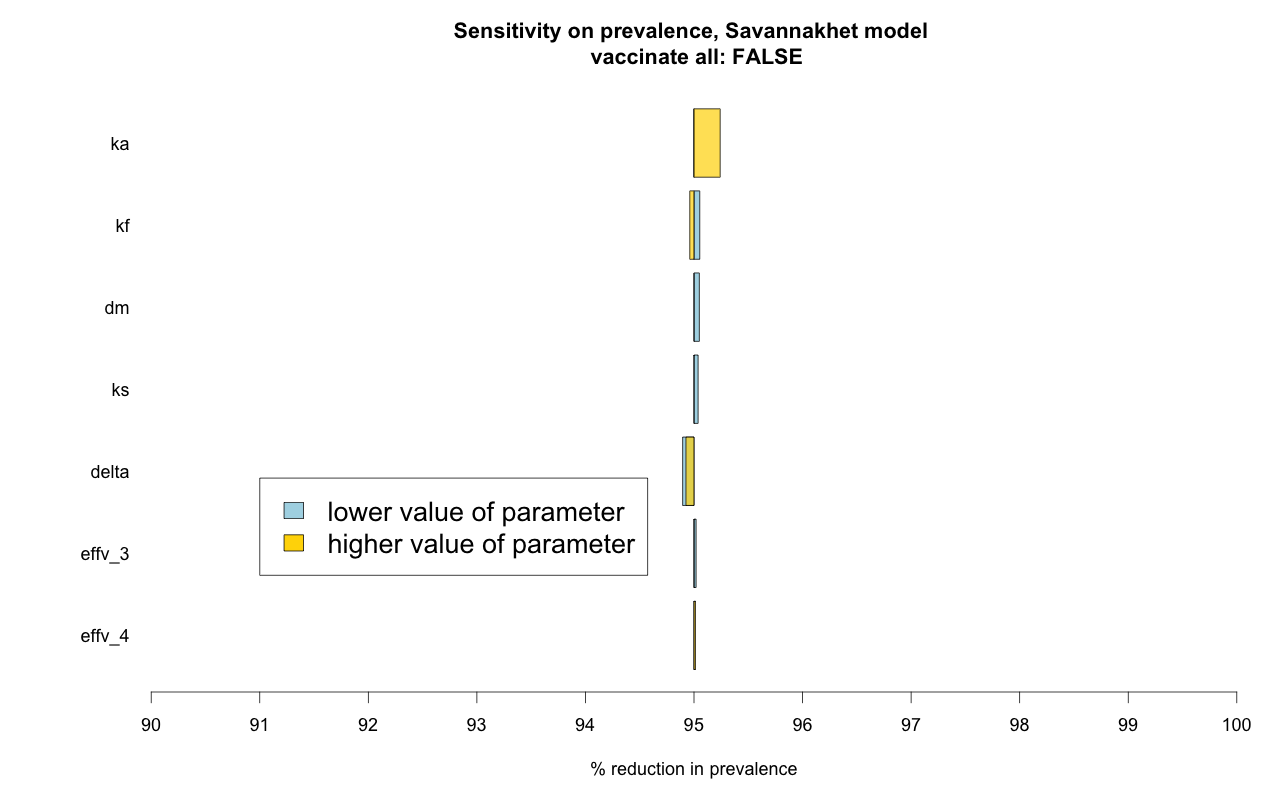 Sensitivity on prevalence, Savannakhet model
vaccinate all: FALSE
ka
kf
dm
ks
delta
effv_3
effv_4
lower value of parameter
higher value of parameter
90 91 92 93 94 95 96 97 98 99 100
% reduction in prevalence